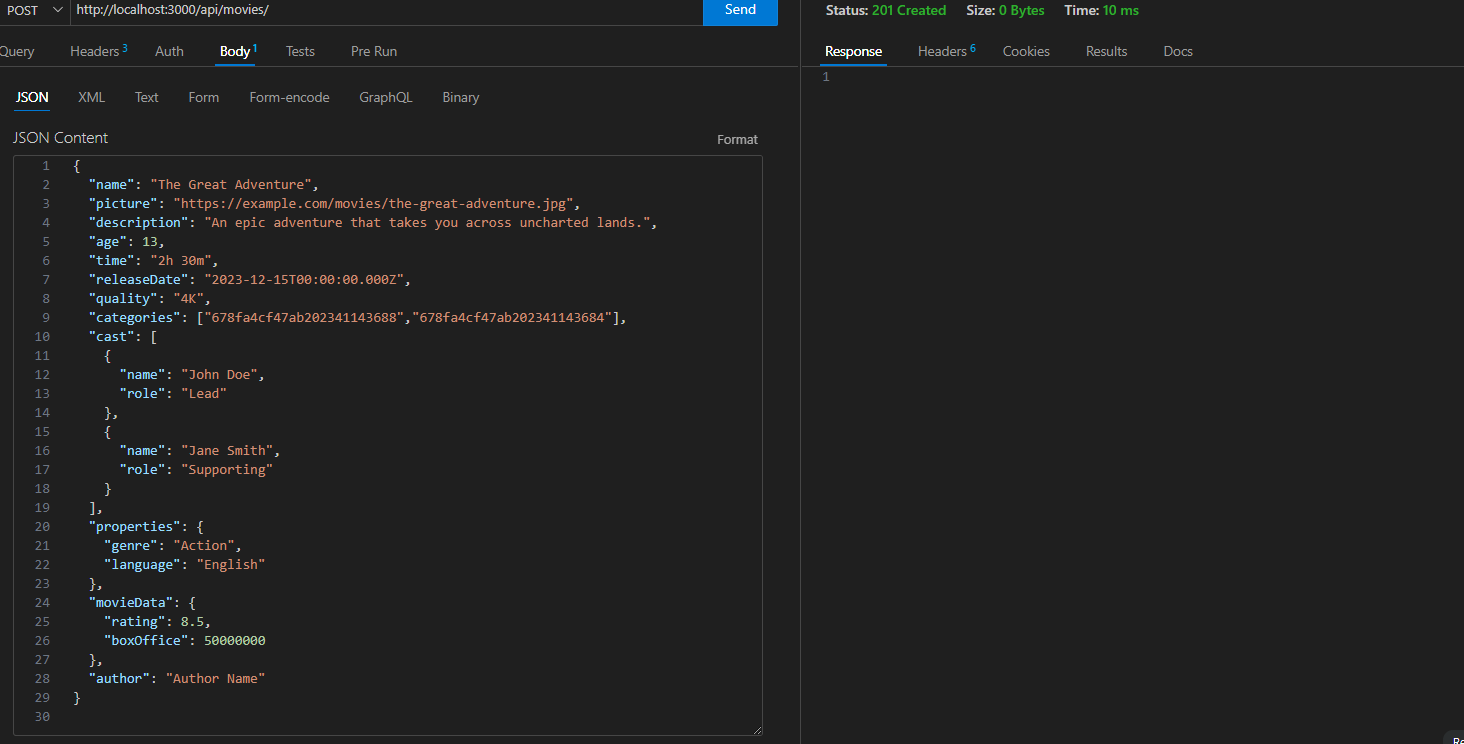 POST http://localhost:3000/api/movies/ Send
Status: 201 Created Size: 0 Bytes Time: 10 ms
Query Headers 3 Auth Body 1 Tests Pre Run
Response Headers 6 Cookies Results Docs
JSON XML Text Form Form-encode GraphQL Binary
1
JSON Content Format
1 {
2 "name": "The Great Adventure",
3 "picture": "https://example.com/movies/the-great-adventure.jpg",
4 "description": "An epic adventure that takes you across uncharted lands.",
5 "age": 13,
6 "time": "2h 30m",
7 "releaseDate": "2023-12-15T00:00:00.000Z",
8 "quality": "4K",
9 "categories": ["678fa4cf47ab202341143688","678fa4cf47ab202341143684"],
10 "cast": [
11 {
12 "name": "John Doe",
13 "role": "Lead"
14 },
15 {
16 "name": "Jane Smith",
17 "role": "Supporting"
18 }
19 ],
20 "properties": {
21 "genre": "Action",
22 "language": "English"
23 },
24 "movieData": {
25 "rating": 8.5,
26 "boxOffice": 50000000
27 },
28 "author": "Author Name"
29 }
30